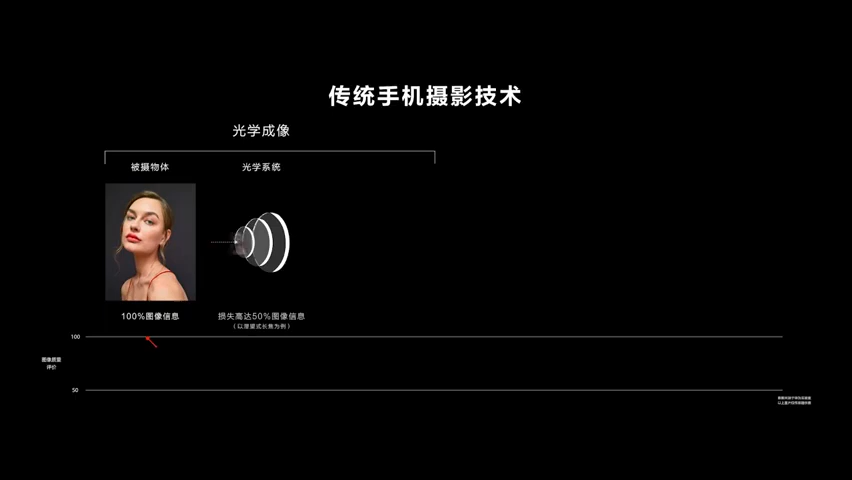 传统手机摄影技术
光学成像
被摄物体
光学系统
100%图像信息
损失高达50%图像信息
(以潜望式长焦为例)
100
图像质量
评价
50